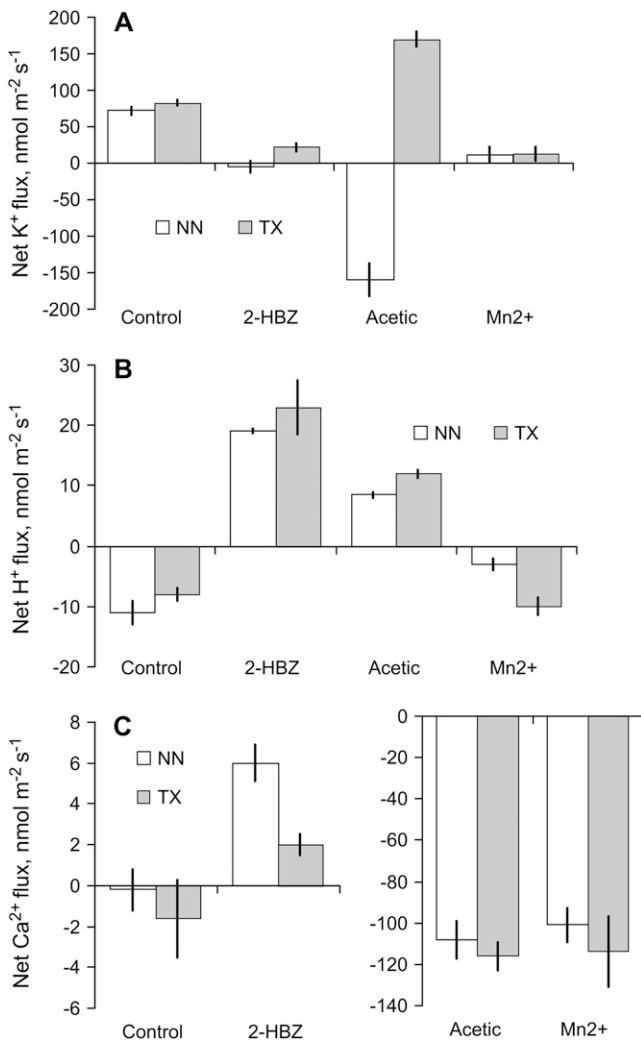 A
Net K⁺ flux, nmol m⁻² s⁻¹
200
150
100
50
0
-50
-100
-150
-200
NN TX
Control 2-HBZ Acetic Mn2+
B
Net H⁺ flux, nmol m⁻² s⁻¹
30
20
10
0
-10
-20
NN TX
Control 2-HBZ Acetic Mn2+
C
Net Ca²⁺ flux, nmol m⁻² s⁻¹
8
6
4
2
0
-2
-4
-6
NN
TX
Control 2-HBZ
0
-20
-40
-60
-80
-100
-120
-140
Acetic Mn2+